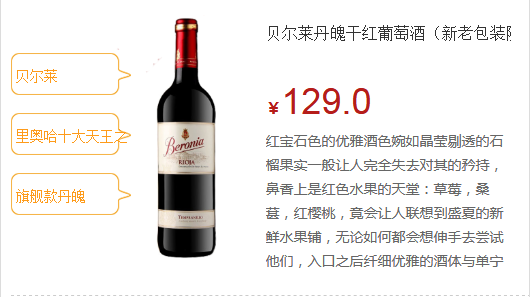 贝尔莱丹魄干红葡萄酒（新老包装随
贝尔莱
里奥哈十大天王之
旗舰款丹魄
Beronia
RIOJA
TEMPRANILLO
¥129.0
红宝石色的优雅酒色宛如晶莹剔透的石
榴果实一般让人完全失去对其的矜持，
鼻香上是红色水果的天堂：草莓，桑
葚，红樱桃，竟会让人联想到盛夏的新
鲜水果铺，无论如何都会想伸手去尝试
他们，入口之后纤细优雅的酒体与单宁